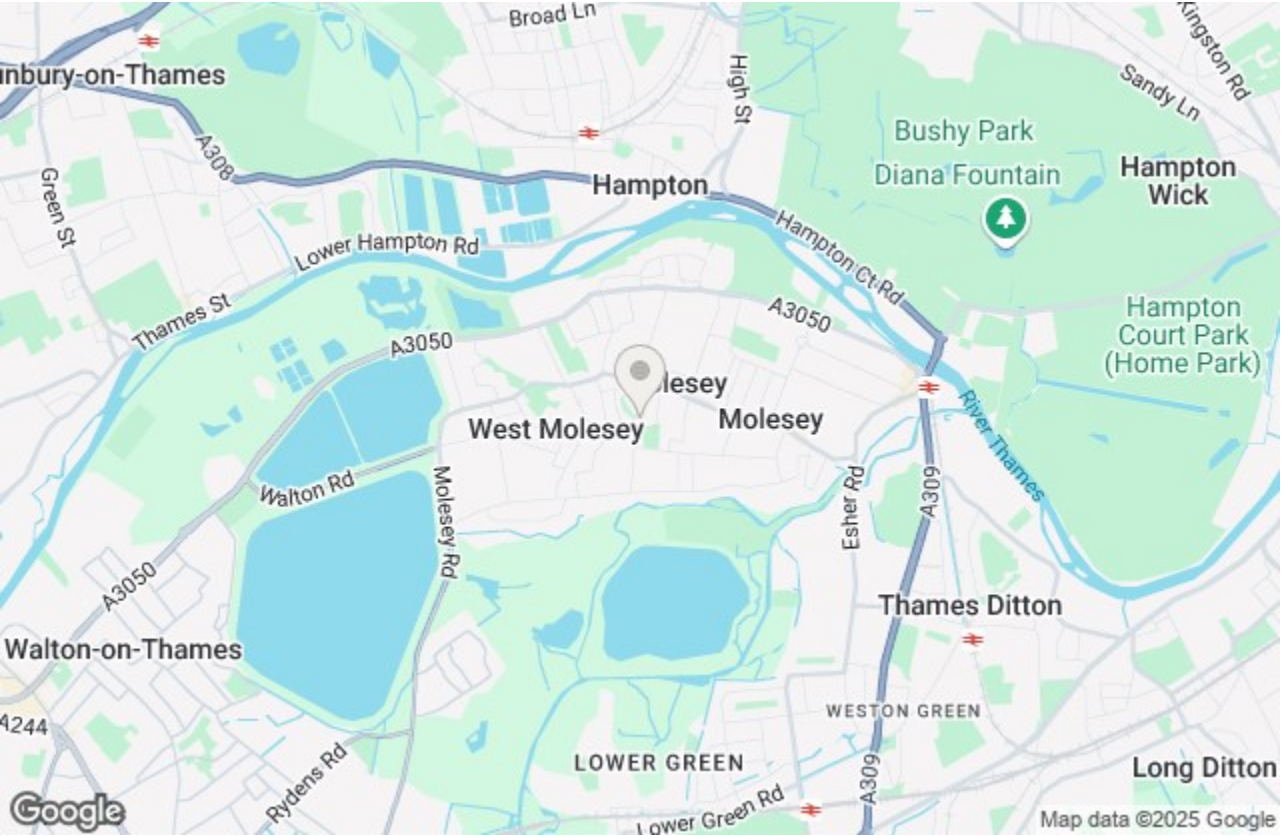 Broad Ln
Kingston Rd
unbury-on-Thames
High St
Sandy Ln
Bushy Park
Diana Fountain
A308
Hampton
Wick
Hampton
Green St
Hampton Ct Rd
Lower Hampton Rd
Thames St
A3050
Hampton
Court Park
(Home Park)
A3050
lesey
West Molesey
Molesey
River Thames
Walton Rd
Molesey Rd
Esher Rd
A309
A3050
Thames Ditton
Walton-on-Thames
WESTON GREEN
A244
LOWER GREEN
Long Ditton
Rydens Rd
A309
Lower Green Rd
Google
Map data ©2025 Google